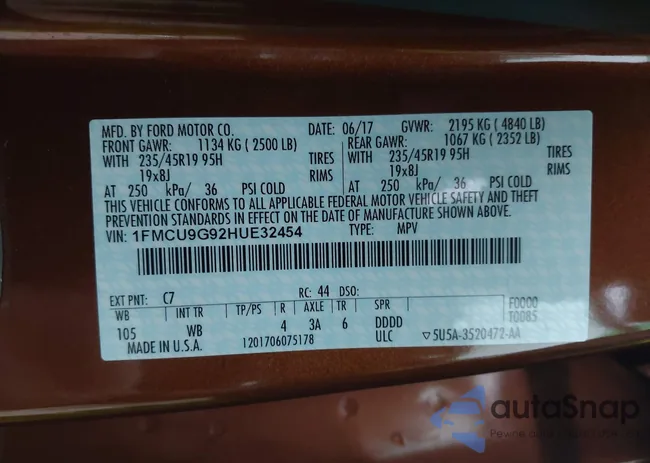 MFD. BY FORD MOTOR CO. DATE: 06/17 GVWR: 2195 KG ( 4840 LB)
FRONT GAWR: 1134 KG ( 2500 LB) REAR GAWR: 1067 KG ( 2352 LB)
WITH 235/45R19 95H TIRES WITH 235/45R19 95H TIRES
19x8J RIMS 19x8J RIMS
AT 250 kPa/ 36 PSI COLD AT 250 kPa/ 36 PSI COLD
THIS VEHICLE CONFORMS TO ALL APPLICABLE FEDERAL MOTOR VEHICLE SAFETY AND THEFT
PREVENTION STANDARDS IN EFFECT ON THE DATE OF MANUFACTURE SHOWN ABOVE.
VIN: 1FMCU9G92HUE32454 TYPE: MPV
EXT PNT: C7 RC: 44 DSO:
WB INT TR TP/PS R AXLE TR SPR F0000
105 WB 4 3A 6 DDDD T0085
MADE IN U.S.A. 1201706075178 ULC ▽5U5A-3520472-AA
autoSnap